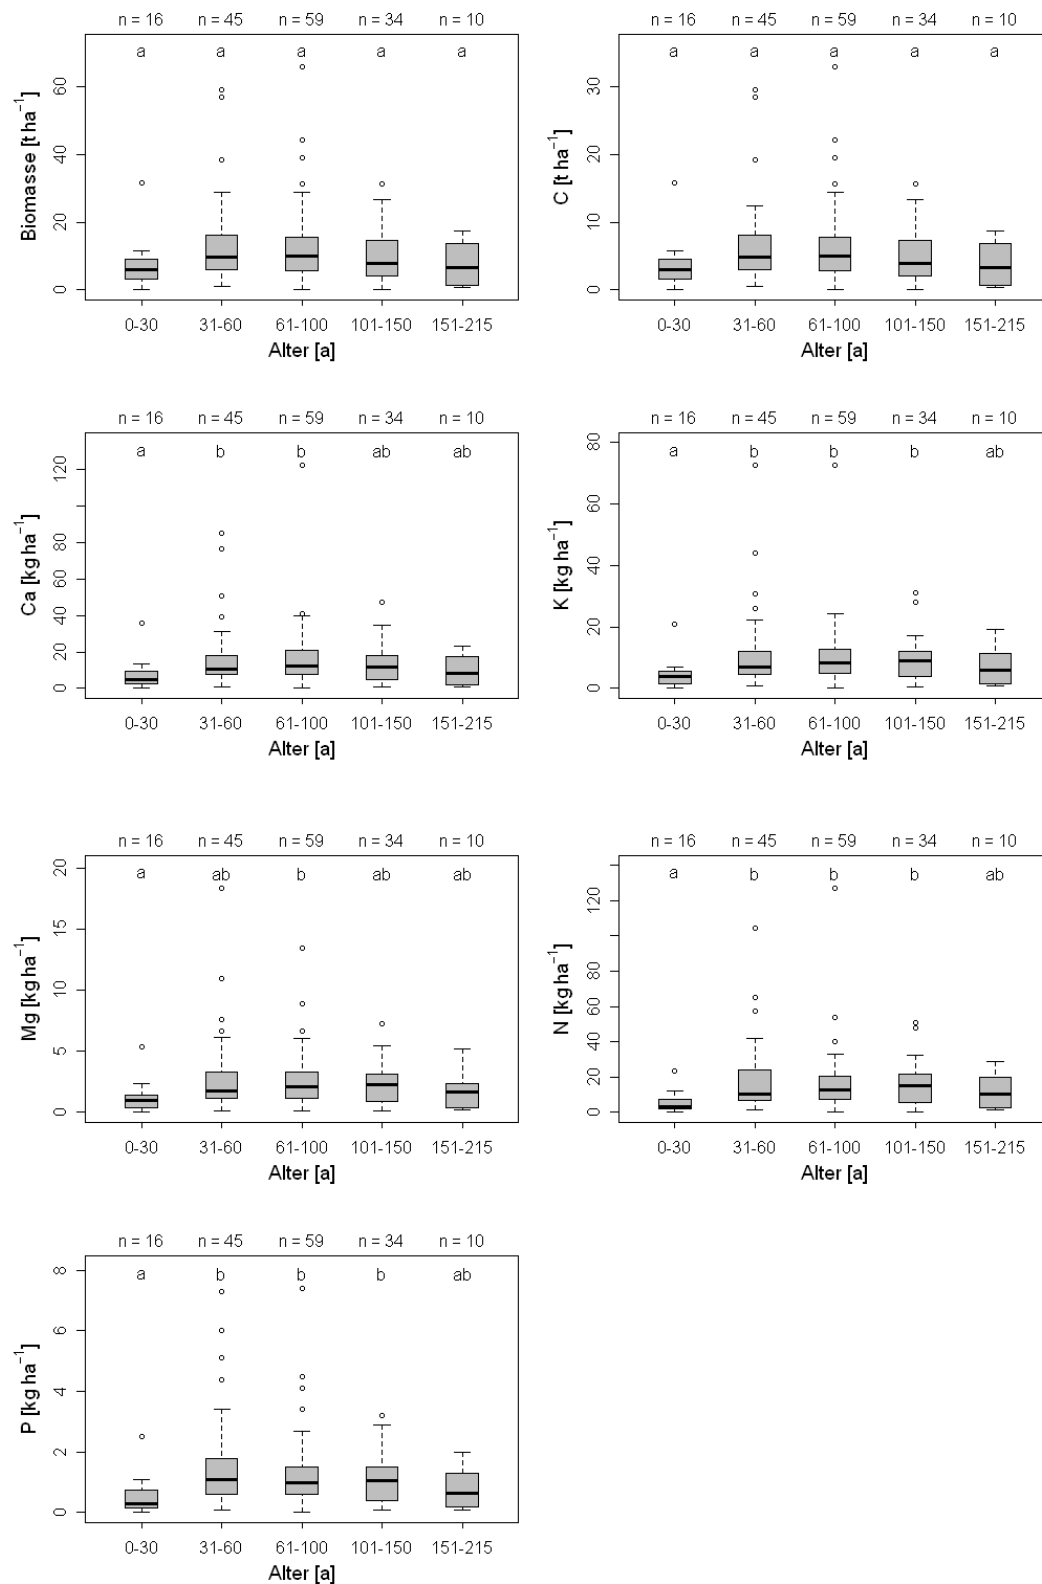 n = 16 n = 45 n = 59 n = 34 n = 10
a a a a a
Biomasse [t ha⁻¹]
0 20 40 60
0-30 31-60 61-100 101-150 151-215
Alter [a]
n = 16 n = 45 n = 59 n = 34 n = 10
a a a a a
C [t ha⁻¹]
0 10 20 30
0-30 31-60 61-100 101-150 151-215
Alter [a]
n = 16 n = 45 n = 59 n = 34 n = 10
a b b ab ab
Ca [kg ha⁻¹]
0 20 40 60 80 120
0-30 31-60 61-100 101-150 151-215
Alter [a]
n = 16 n = 45 n = 59 n = 34 n = 10
a b b b ab
K [kg ha⁻¹]
0 20 40 60 80
0-30 31-60 61-100 101-150 151-215
Alter [a]
n = 16 n = 45 n = 59 n = 34 n = 10
a ab b ab ab
Mg [kg ha⁻¹]
0 5 10 15 20
0-30 31-60 61-100 101-150 151-215
Alter [a]
n = 16 n = 45 n = 59 n = 34 n = 10
a b b b ab
N [kg ha⁻¹]
0 20 40 60 80 120
0-30 31-60 61-100 101-150 151-215
Alter [a]
n = 16 n = 45 n = 59 n = 34 n = 10
a b b b ab
P [kg ha⁻¹]
0 2 4 6 8
0-30 31-60 61-100 101-150 151-215
Alter [a]